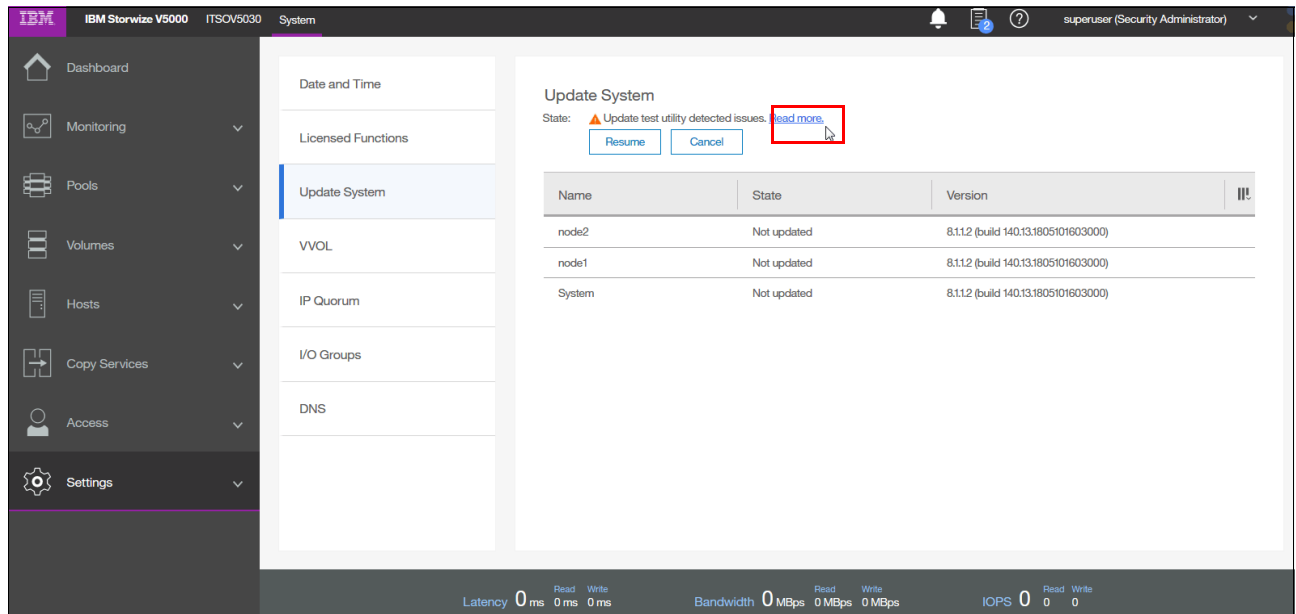 IBM IBM Storwize V5000 ITSOV5030 System 2 superuser (Security Administrator)
Dashboard
Monitoring
Pools
Volumes
Hosts
Copy Services
Access
Settings
Date and Time
Licensed Functions
Update System
VVOL
IP Quorum
I/O Groups
DNS
Update System
State: Update test utility detected issues. Read more.
Resume Cancel
Name State Version
node2 Not updated 8.1.1.2 (build 140.13.1805101603000)
node1 Not updated 8.1.1.2 (build 140.13.1805101603000)
System Not updated 8.1.1.2 (build 140.13.1805101603000)
Latency 0 ms Read 0 ms Write 0 ms Bandwidth 0 MBps Read 0 MBps Write 0 MBps IOPS 0 Read 0 Write 0